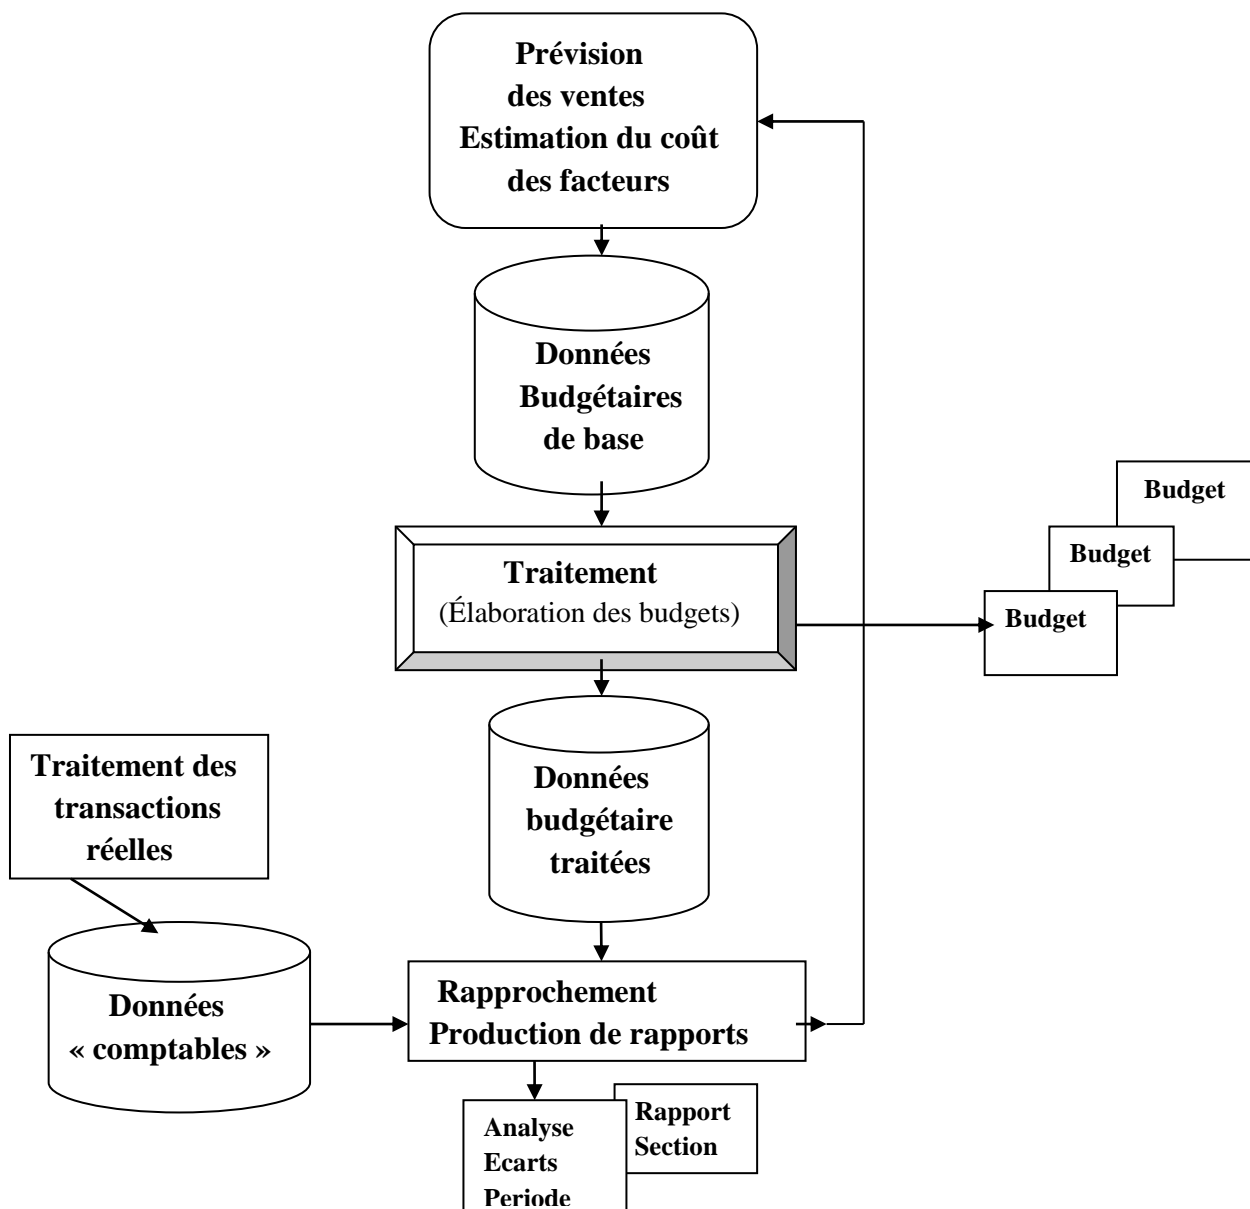 Prévision
des ventes
Estimation du coût
des facteurs
Données
Budgétaires
de base
Budget
Budget
Budget
Traitement
(Élaboration des budgets)
Données
budgétaire
traitées
Traitement des
transactions
réelles
Données
« comptables »
Rapprochement
Production de rapports
Analyse
Ecarts
Periode
Rapport
Section